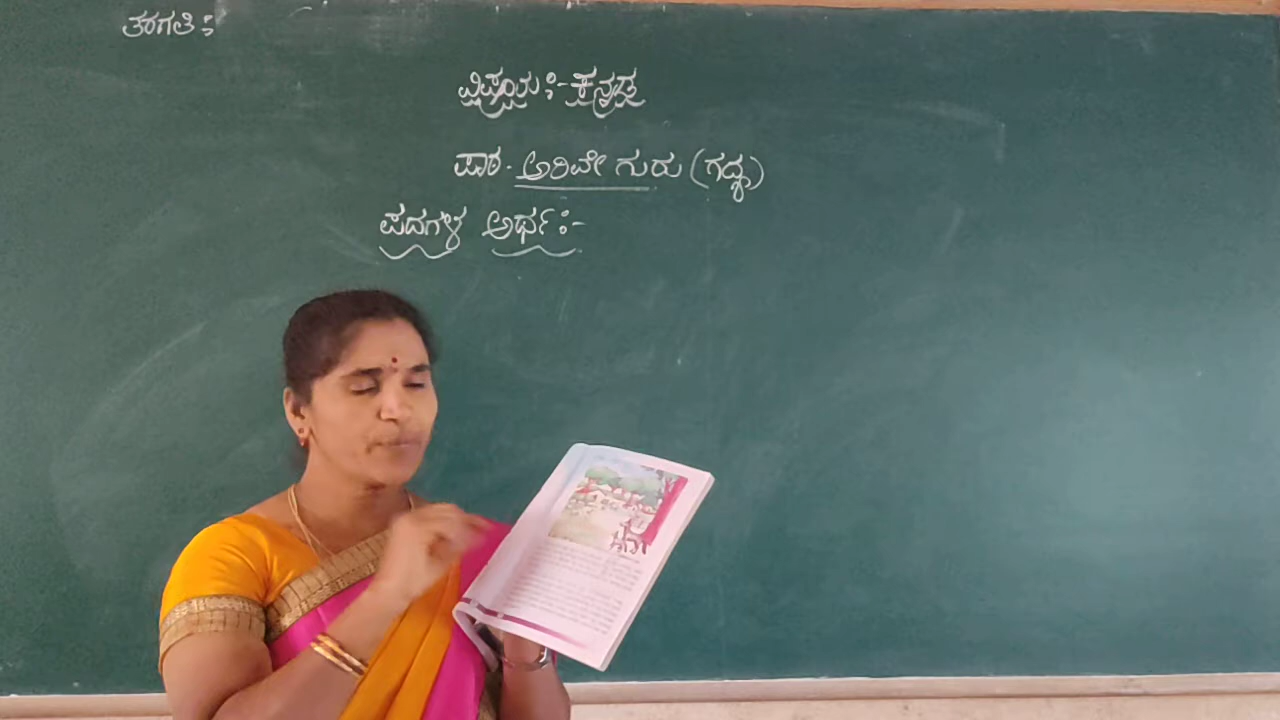 ತರಗತಿ :
ವಿಷಯ :- ಕನ್ನಡ
ಪಾಠ - ಅರಿವೇ ಗುರು (ಗದ್ಯ)
ಪದಗಳ ಅರ್ಥ :-